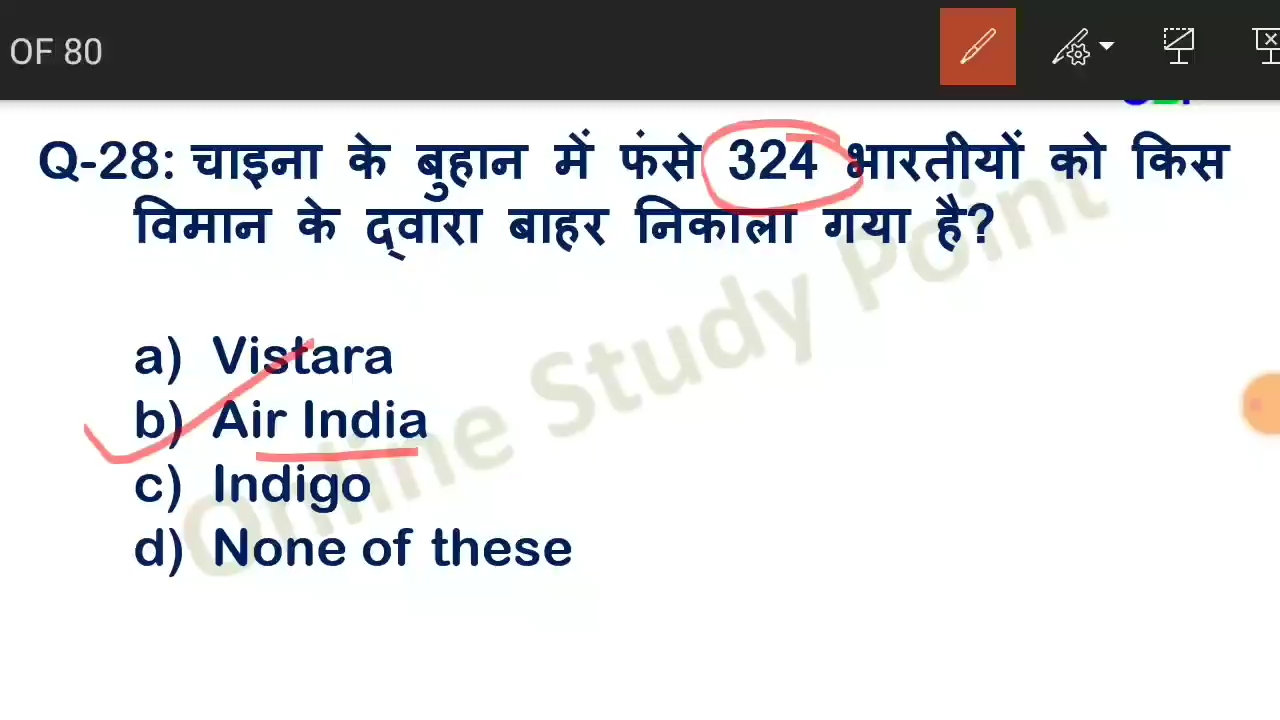 OF 80
Q-28: चाइना के बुहान में फंसे 324 भारतीयों को किस
विमान के द्वारा बाहर निकाला गया है?
a) Vistara
b) Air India
c) Indigo
d) None of these
Online Study Point